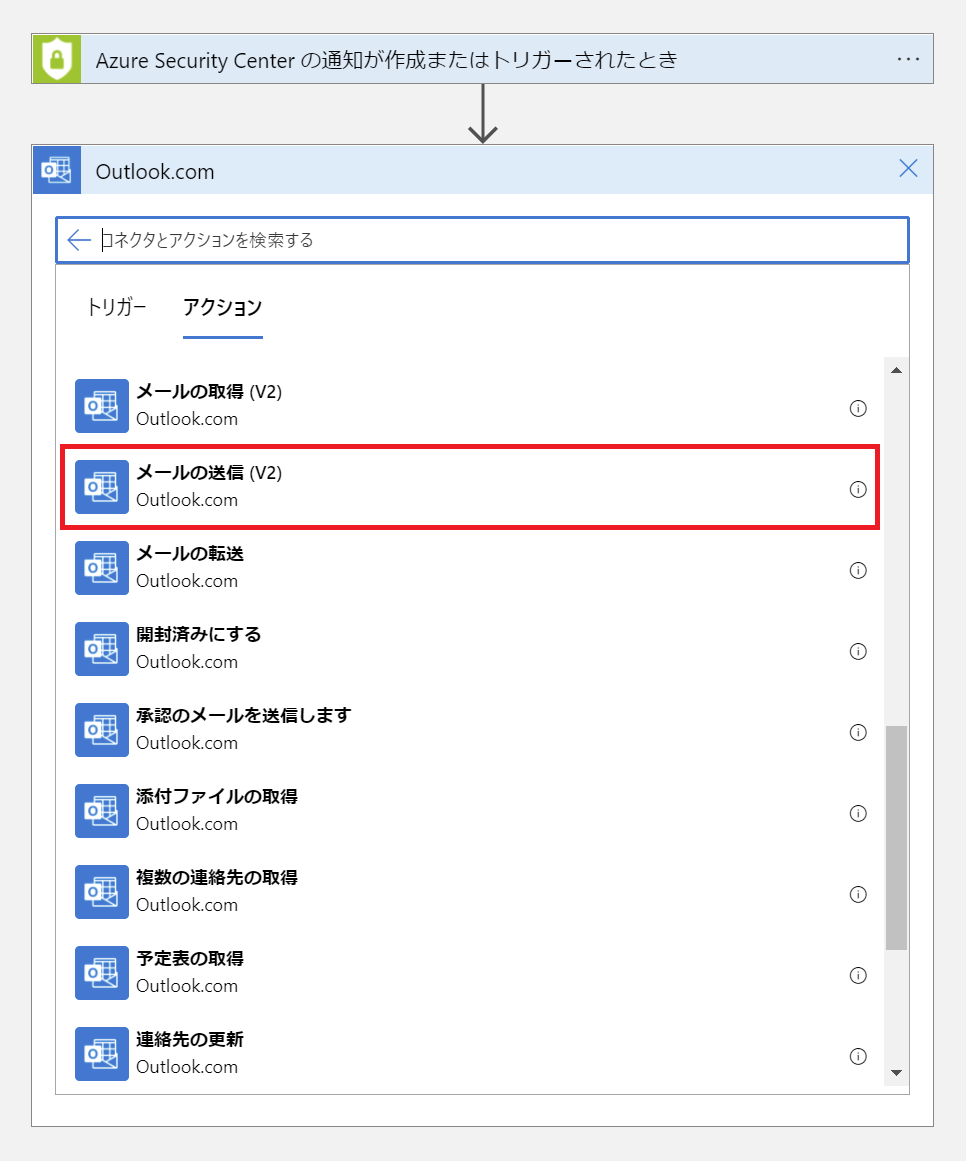 Azure Security Center の通知が作成またはトリガーされたとき
Outlook.com
コネクタとアクションを検索する
トリガー アクション
メールの取得 (V2)
Outlook.com
メールの送信 (V2)
Outlook.com
メールの転送
Outlook.com
開封済みにする
Outlook.com
承認のメールを送信します
Outlook.com
添付ファイルの取得
Outlook.com
複数の連絡先の取得
Outlook.com
予定表の取得
Outlook.com
連絡先の更新
Outlook.com